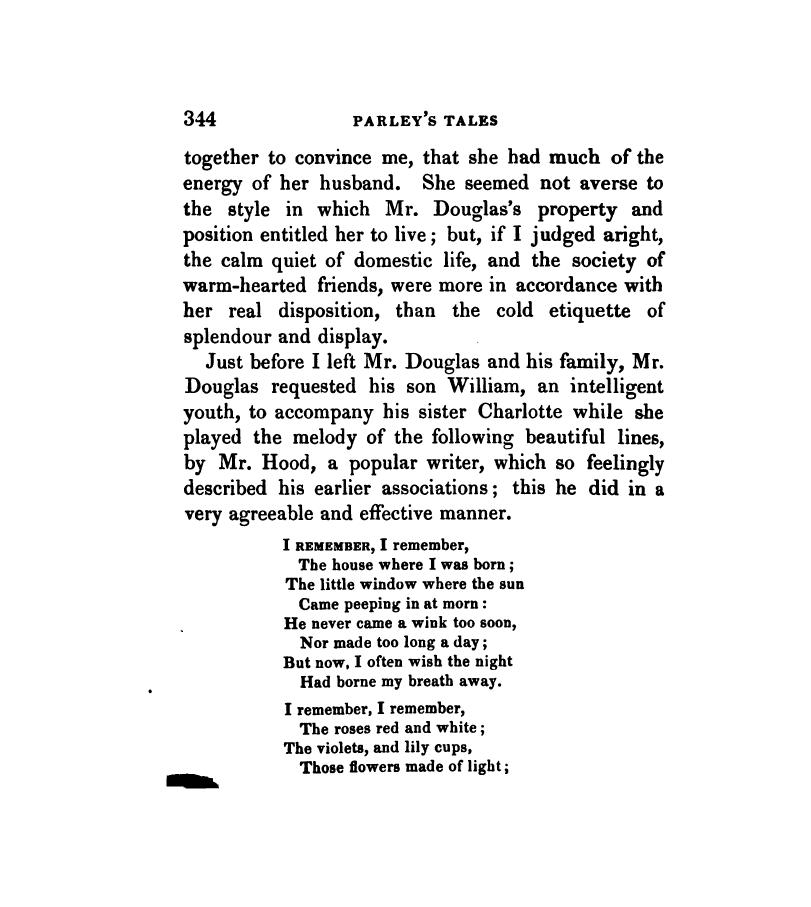 344 PARLEY'S TALES
together to convince me, that she had much of the
energy of her husband. She seemed not averse to
the style in which Mr. Douglas's property and
position entitled her to live; but, if I judged aright,
the calm quiet of domestic life, and the society of
warm-hearted friends, were more in accordance with
her real disposition, than the cold etiquette of
splendour and display.
Just before I left Mr. Douglas and his family, Mr.
Douglas requested his son William, an intelligent
youth, to accompany his sister Charlotte while she
played the melody of the following beautiful lines,
by Mr. Hood, a popular writer, which so feelingly
described his earlier associations; this he did in a
very agreeable and effective manner.
I REMEMBER, I remember,
The house where I was born;
The little window where the sun
Came peeping in at morn:
He never came a wink too soon,
Nor made too long a day;
But now, I often wish the night
Had borne my breath away.
I remember, I remember,
The roses red and white;
The violets, and lily cups,
Those flowers made of light;